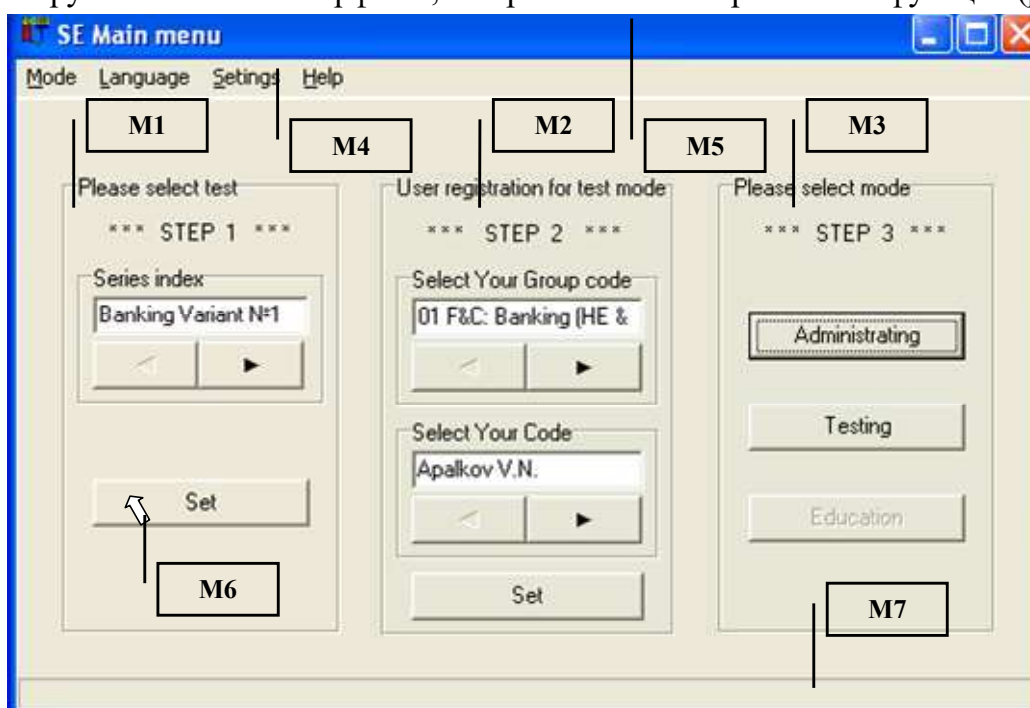 SE Main menu
Mode Language Setings Help
M1 M4 M2 M5 M3
Please select test
*** STEP 1 ***
Series index
Banking Variant №1
Set
M6
User registration for test mode
*** STEP 2 ***
Select Your Group code
01 F&C: Banking (HE &
Select Your Code
Apalkov V.N.
Set
Please select mode
*** STEP 3 ***
Administrating
Testing
Education
M7